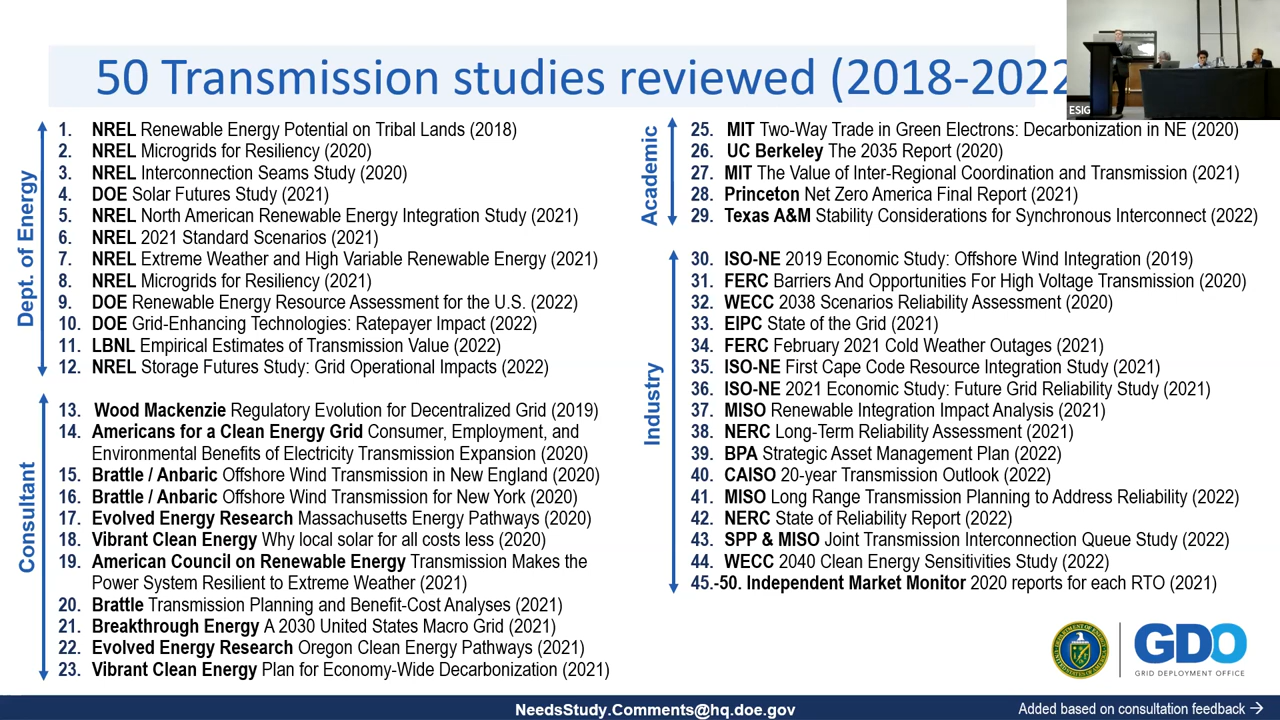 50 Transmission studies reviewed (2018-2022
ESIG
Dept. of Energy
1. NREL Renewable Energy Potential on Tribal Lands (2018)
2. NREL Microgrids for Resiliency (2020)
3. NREL Interconnection Seams Study (2020)
4. DOE Solar Futures Study (2021)
5. NREL North American Renewable Energy Integration Study (2021)
6. NREL 2021 Standard Scenarios (2021)
7. NREL Extreme Weather and High Variable Renewable Energy (2021)
8. NREL Microgrids for Resiliency (2021)
9. DOE Renewable Energy Resource Assessment for the U.S. (2022)
10. DOE Grid-Enhancing Technologies: Ratepayer Impact (2022)
11. LBNL Empirical Estimates of Transmission Value (2022)
12. NREL Storage Futures Study: Grid Operational Impacts (2022)
Consultant
13. Wood Mackenzie Regulatory Evolution for Decentralized Grid (2019)
14. Americans for a Clean Energy Grid Consumer, Employment, and
Environmental Benefits of Electricity Transmission Expansion (2020)
15. Brattle / Anbaric Offshore Wind Transmission in New England (2020)
16. Brattle / Anbaric Offshore Wind Transmission for New York (2020)
17. Evolved Energy Research Massachusetts Energy Pathways (2020)
18. Vibrant Clean Energy Why local solar for all costs less (2020)
19. American Council on Renewable Energy Transmission Makes the
Power System Resilient to Extreme Weather (2021)
20. Brattle Transmission Planning and Benefit-Cost Analyses (2021)
21. Breakthrough Energy A 2030 United States Macro Grid (2021)
22. Evolved Energy Research Oregon Clean Energy Pathways (2021)
23. Vibrant Clean Energy Plan for Economy-Wide Decarbonization (2021)
Academic
25. MIT Two-Way Trade in Green Electrons: Decarbonization in NE (2020)
26. UC Berkeley The 2035 Report (2020)
27. MIT The Value of Inter-Regional Coordination and Transmission (2021)
28. Princeton Net Zero America Final Report (2021)
29. Texas A&M Stability Considerations for Synchronous Interconnect (2022)
Industry
30. ISO-NE 2019 Economic Study: Offshore Wind Integration (2019)
31. FERC Barriers And Opportunities For High Voltage Transmission (2020)
32. WECC 2038 Scenarios Reliability Assessment (2020)
33. EIPC State of the Grid (2021)
34. FERC February 2021 Cold Weather Outages (2021)
35. ISO-NE First Cape Code Resource Integration Study (2021)
36. ISO-NE 2021 Economic Study: Future Grid Reliability Study (2021)
37. MISO Renewable Integration Impact Analysis (2021)
38. NERC Long-Term Reliability Assessment (2021)
39. BPA Strategic Asset Management Plan (2022)
40. CAISO 20-year Transmission Outlook (2022)
41. MISO Long Range Transmission Planning to Address Reliability (2022)
42. NERC State of Reliability Report (2022)
43. SPP & MISO Joint Transmission Interconnection Queue Study (2022)
44. WECC 2040 Clean Energy Sensitivities Study (2022)
45.-50. Independent Market Monitor 2020 reports for each RTO (2021)
GDO
GRID DEPLOYMENT OFFICE
NeedsStudy.Comments@hq.doe.gov
Added based on consultation feedback →